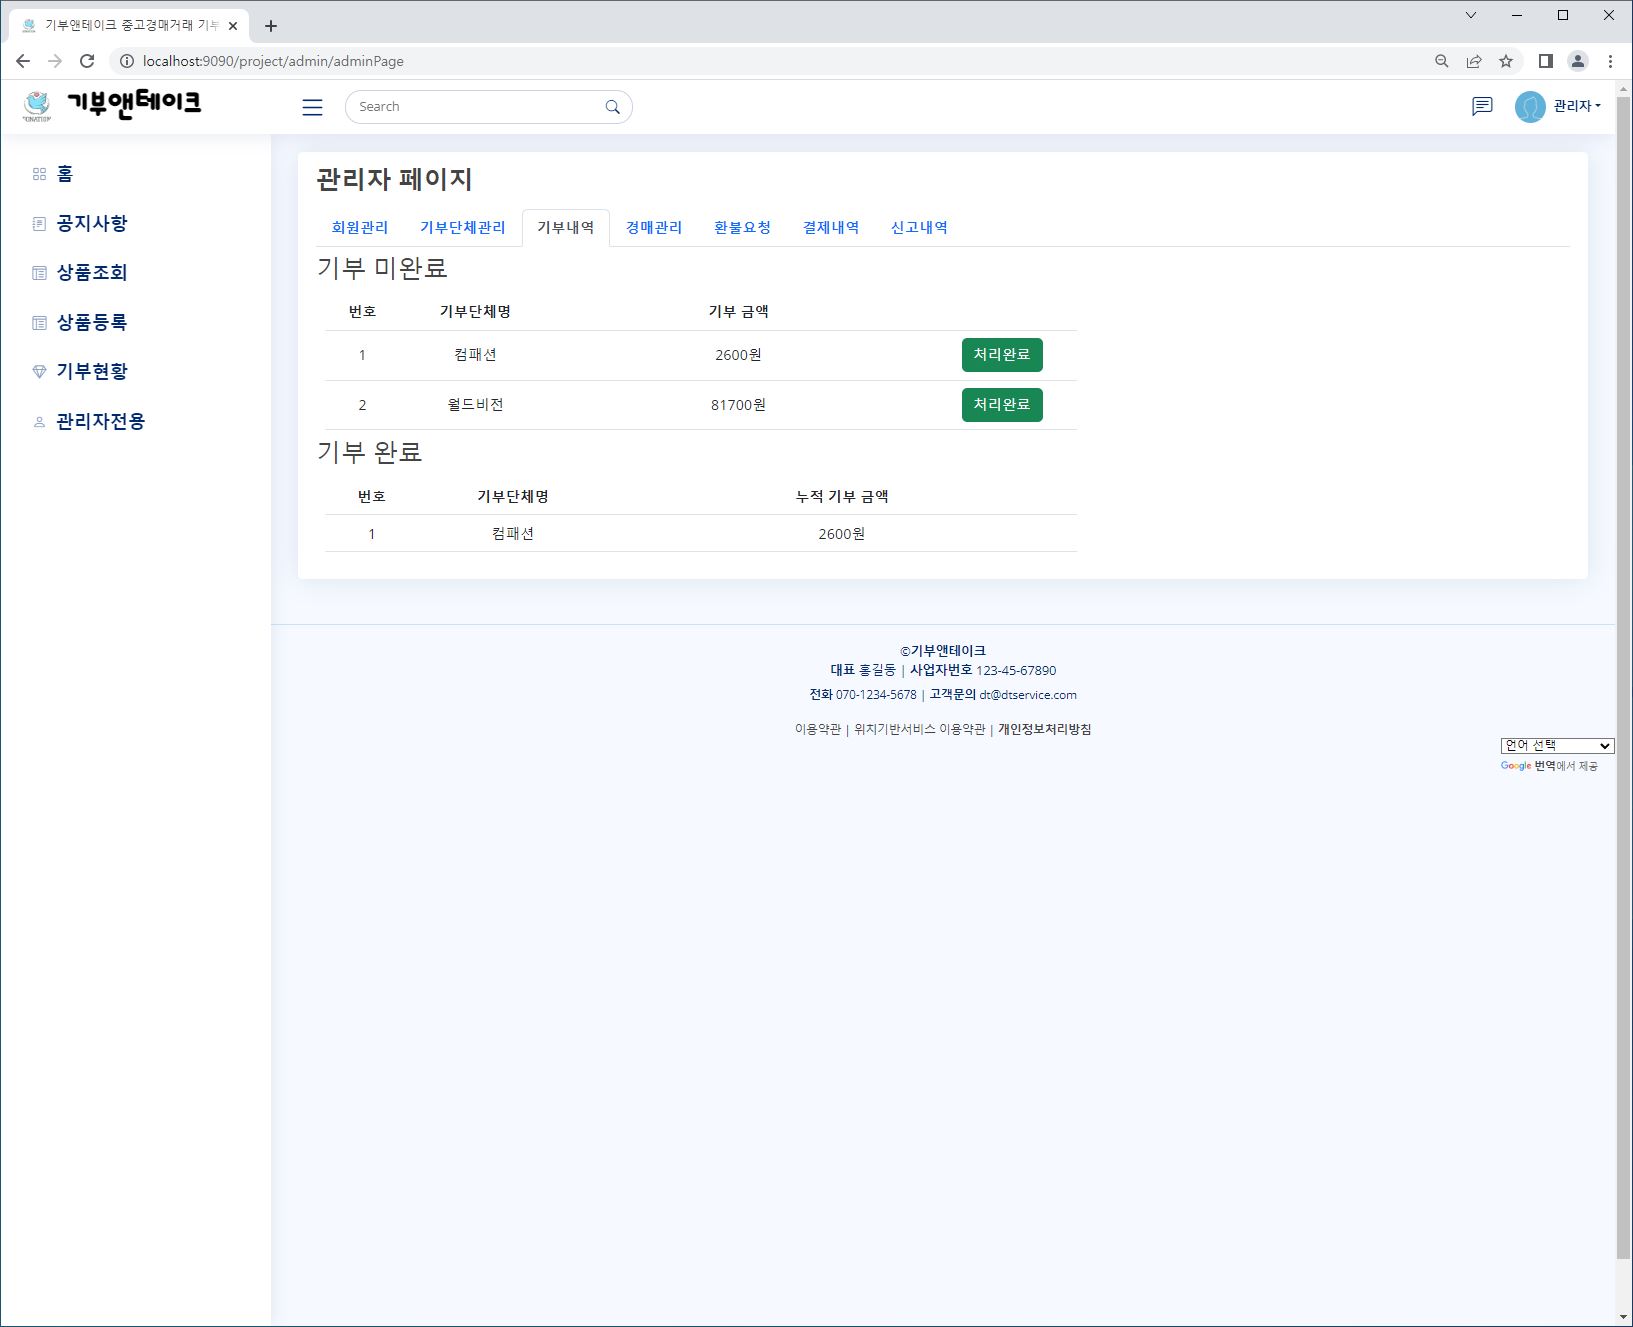 기부앤테이크 중고경매거래 기부
localhost:9090/project/admin/adminPage
기부앤테이크
Search
관리자
홈
공지사항
상품조회
상품등록
기부현황
관리자전용
관리자 페이지
회원관리 기부단체관리 기부내역 경매관리 환불요청 결제내역 신고내역
기부 미완료
번호 기부단체명 기부 금액
1 컴패션 2600원 처리완료
2 월드비전 81700원 처리완료
기부 완료
번호 기부단체명 누적 기부 금액
1 컴패션 2600원
©기부앤테이크
대표 홍길동 | 사업자번호 123-45-67890
전화 070-1234-5678 | 고객문의 dt@dtservice.com
이용약관 | 위치기반서비스 이용약관 | 개인정보처리방침
언어 선택
Google 번역에서 제공